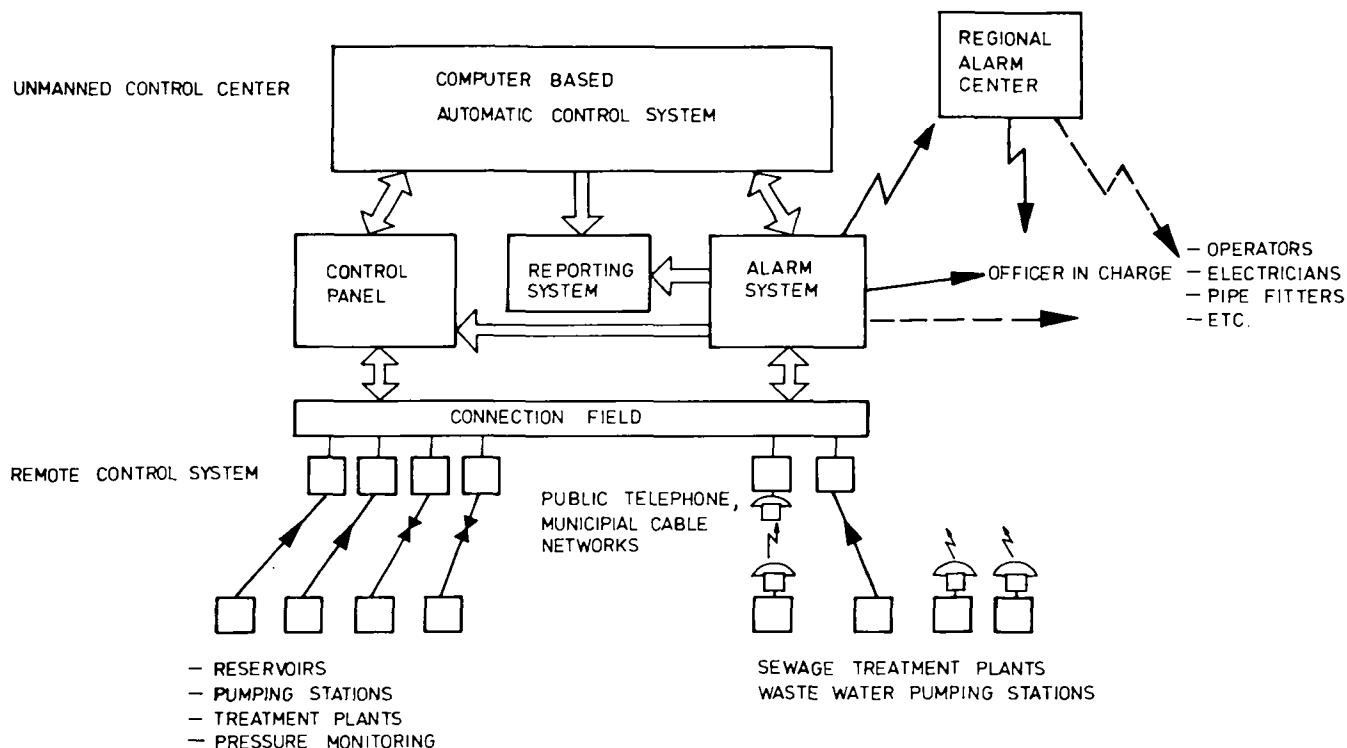 UNMANNED CONTROL CENTER
COMPUTER BASED
AUTOMATIC CONTROL SYSTEM
REGIONAL
ALARM
CENTER
CONTROL
PANEL
REPORTING
SYSTEM
ALARM
SYSTEM
OFFICER IN CHARGE
— OPERATORS
— ELECTRICIANS
— PIPE FITTERS
— ETC.
CONNECTION FIELD
REMOTE CONTROL SYSTEM
PUBLIC TELEPHONE,
MUNICIPIAL CABLE
NETWORKS
— RESERVOIRS
— PUMPING STATIONS
— TREATMENT PLANTS
— PRESSURE MONITORING
SEWAGE TREATMENT PLANTS
WASTE WATER PUMPING STATIONS